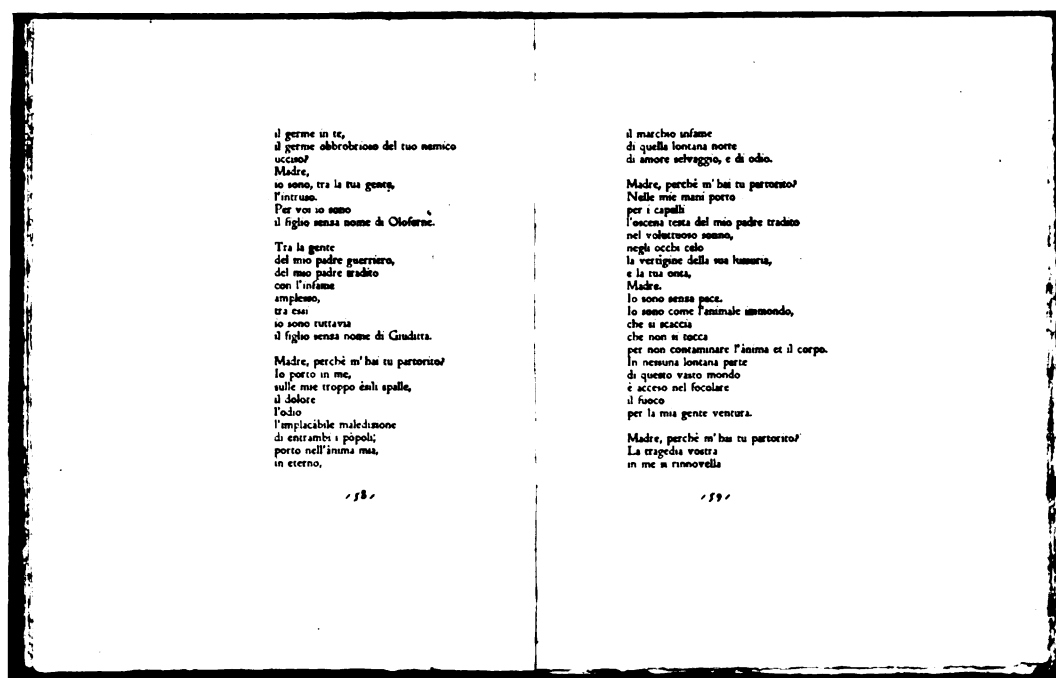 il germe in te,
il germe obbrobrioso del tuo nemico
ucciso?
Madre,
io sono, tra la tua gente,
l'intruso.
Per voi io sono
il figlio senza nome di Oloferne.
Tra la gente
del mio padre guerriero,
del mio padre tradito
con l'infame
amplesso,
tra essi
io sono tuttavia
il figlio senza nome di Giuditta.
Madre, perchè m'hai tu partorito?
Io porto in me,
sulle mie troppo èsili spalle,
il dolore
l'odio
l'implacàbile maledizione
di entrambi i pòpoli;
porto nell'ànima mia,
in eterno,
/ 58 /
il marchio infame
di quella lontana notte
di amore selvaggio, e di odio.
Madre, perchè m'hai tu partorito?
Nelle mie mani porto
per i capelli
l'oscena testa del mio padre tradito
nel voluttuoso sonno,
negli occhi celo
la vertigine della sua lussuria,
e la tua onta,
Madre.
Io sono senza pace.
Io sono come l'animale immondo,
che si scaccia
che non si tocca
per non contaminare l'ànima et il corpo.
In nessuna lontana parte
di questo vasto mondo
è acceso nel focolare
il fuoco
per la mia gente ventura.
Madre, perchè m'hai tu partorito?
La tragedia vostra
in me si rinnovella
/ 59 /